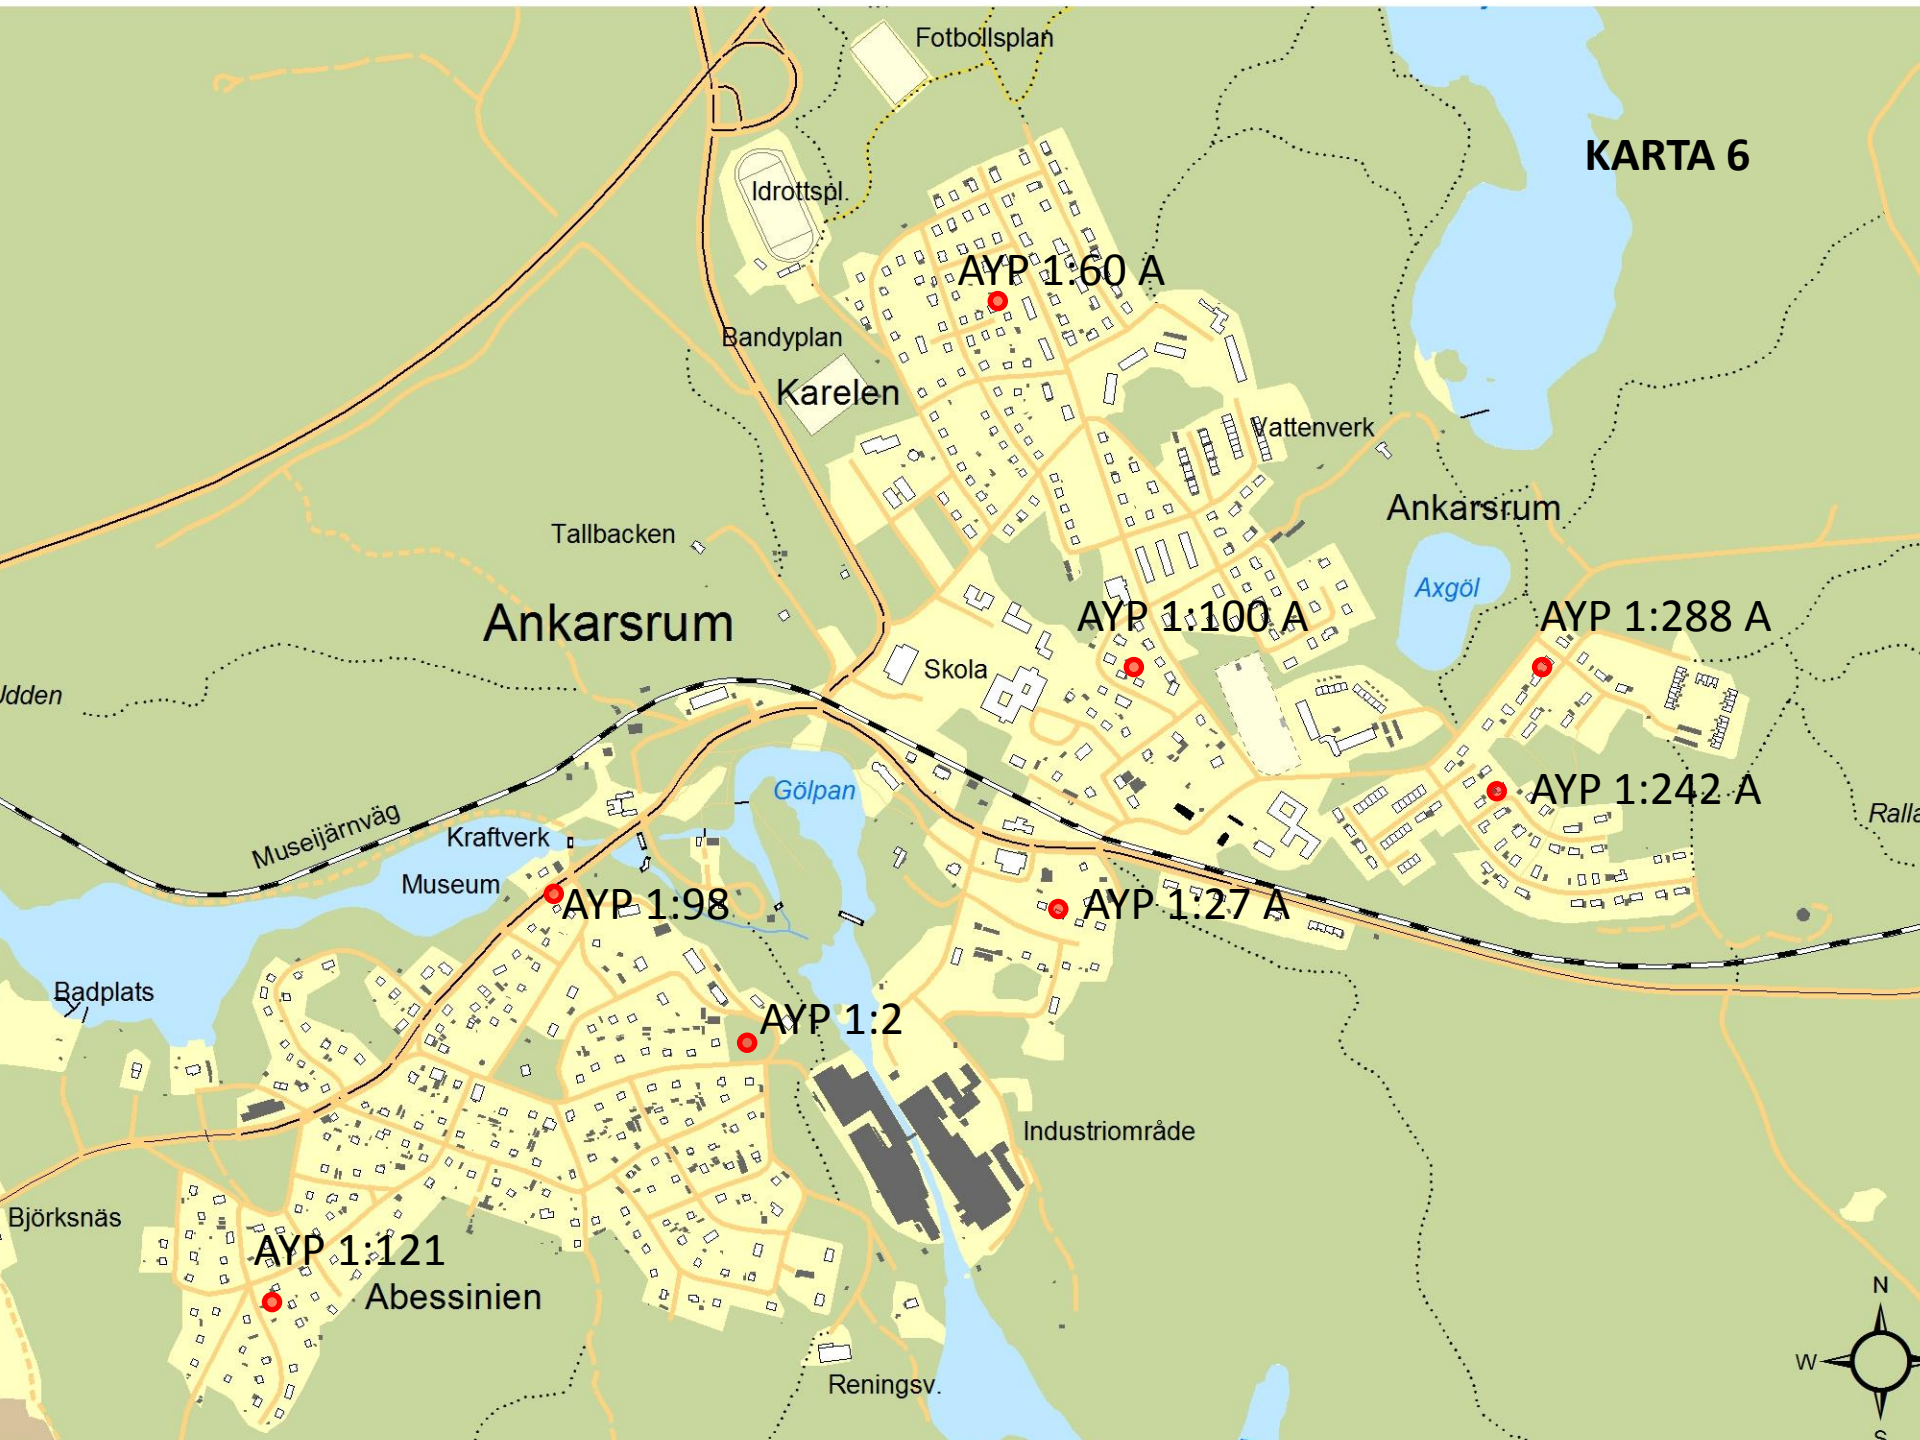 Fotbollsplan
KARTA 6
Idrottspl.
AYP 1:60 A
Bandyplan
Karelen
Vattenverk
Ankarsrum
Tallbacken
Axgöl
Ankarsrum
AYP 1:100 A
AYP 1:288 A
Skola
Udden
Gölpan
AYP 1:242 A
Museijärnväg
Kraftverk
Ralla
Museum
AYP 1:98
AYP 1:27 A
Badplats
AYP 1:2
Industriområde
Björksnäs
AYP 1:121
Abessinien
N
W
Reningsv.
S